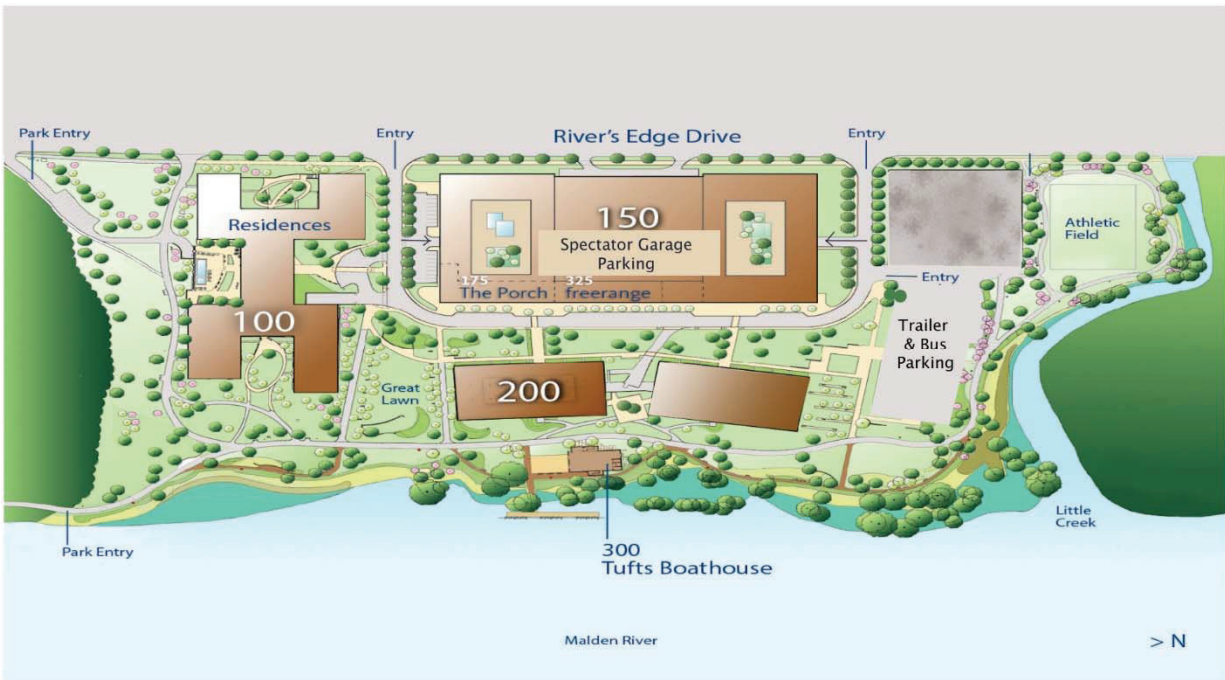 Park Entry
Entry
River's Edge Drive
Entry
Residences
150
Spectator Garage
Parking
Athletic
Field
Entry
175
325
The Porch
freerange
100
Trailer
& Bus
Parking
Great
Lawn
200
Little
Creek
Park Entry
300
Tufts Boathouse
Malden River
> N